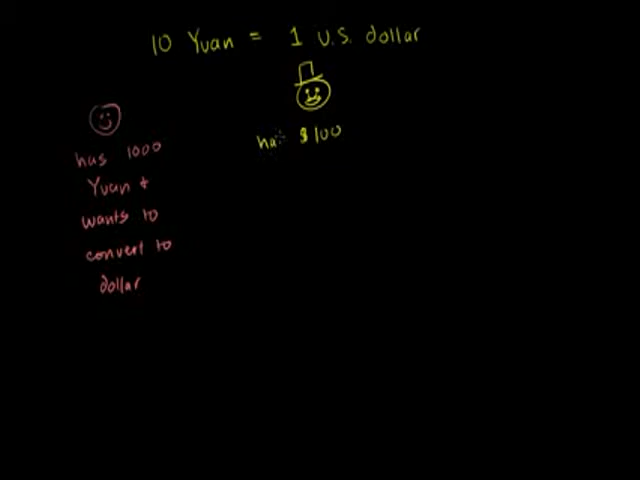 10 Yuan = 1 U.S. dollar
has $100
has 1000
Yuan +
wants to
convert to
dollar